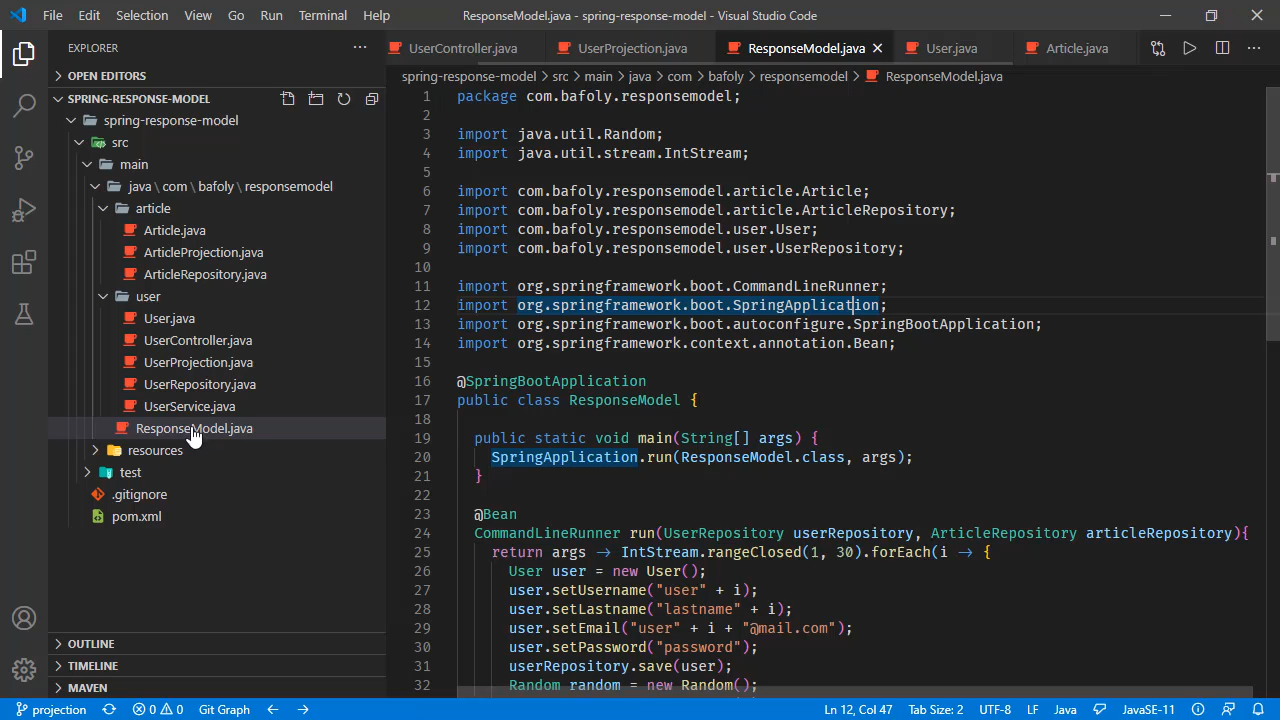 File Edit Selection View Go Run Terminal Help
ResponseModel.java - spring-response-model - Visual Studio Code
EXPLORER
OPEN EDITORS
SPRING-RESPONSE-MODEL
spring-response-model
src
main
java\com\bafoly\responsemodel
article
Article.java
ArticleProjection.java
ArticleRepository.java
user
User.java
UserController.java
UserProjection.java
UserRepository.java
UserService.java
ResponseModel.java
resources
test
.gitignore
pom.xml
OUTLINE
TIMELINE
MAVEN
UserController.java UserProjection.java ResponseModel.java User.java Article.java
spring-response-model > src > main > java > com > bafoly > responsemodel > ResponseModel.java
1 package com.bafoly.responsemodel;
2
3 import java.util.Random;
4 import java.util.stream.IntStream;
5
6 import com.bafoly.responsemodel.article.Article;
7 import com.bafoly.responsemodel.article.ArticleRepository;
8 import com.bafoly.responsemodel.user.User;
9 import com.bafoly.responsemodel.user.UserRepository;
10
11 import org.springframework.boot.CommandLineRunner;
12 import org.springframework.boot.SpringApplication;
13 import org.springframework.boot.autoconfigure.SpringBootApplication;
14 import org.springframework.context.annotation.Bean;
15
16 @SpringBootApplication
17 public class ResponseModel {
18
19 public static void main(String[] args) {
20 SpringApplication.run(ResponseModel.class, args);
21 }
22
23 @Bean
24 CommandLineRunner run(UserRepository userRepository, ArticleRepository articleRepository){
25 return args → IntStream.rangeClosed(1, 30).forEach(i → {
26 User user = new User();
27 user.setUsername("user" + i);
28 user.setLastname("lastname" + i);
29 user.setEmail("user" + i + "@mail.com");
30 user.setPassword("password");
31 userRepository.save(user);
32 Random random = new Random();
projection 0 0 Git Graph Ln 12, Col 47 Tab Size: 2 UTF-8 LF Java JavaSE-11